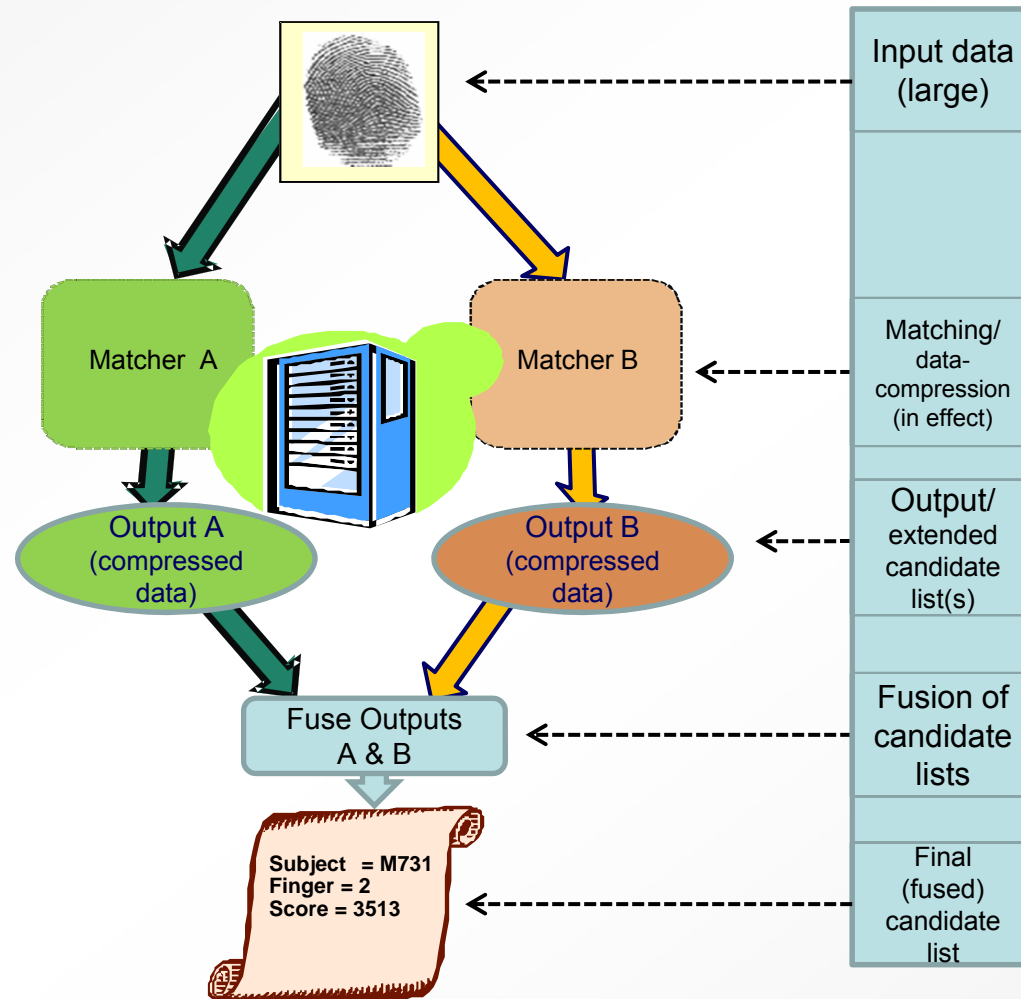 Input data
(large)
Matcher A
Matcher B
Matching/
data-
compression
(in effect)
Output A
(compressed
data)
Output B
(compressed
data)
Output/
extended
candidate
list(s)
Fuse Outputs
A & B
Fusion of
candidate
lists
Subject = M731
Finger = 2
Score = 3513
Final
(fused)
candidate
list